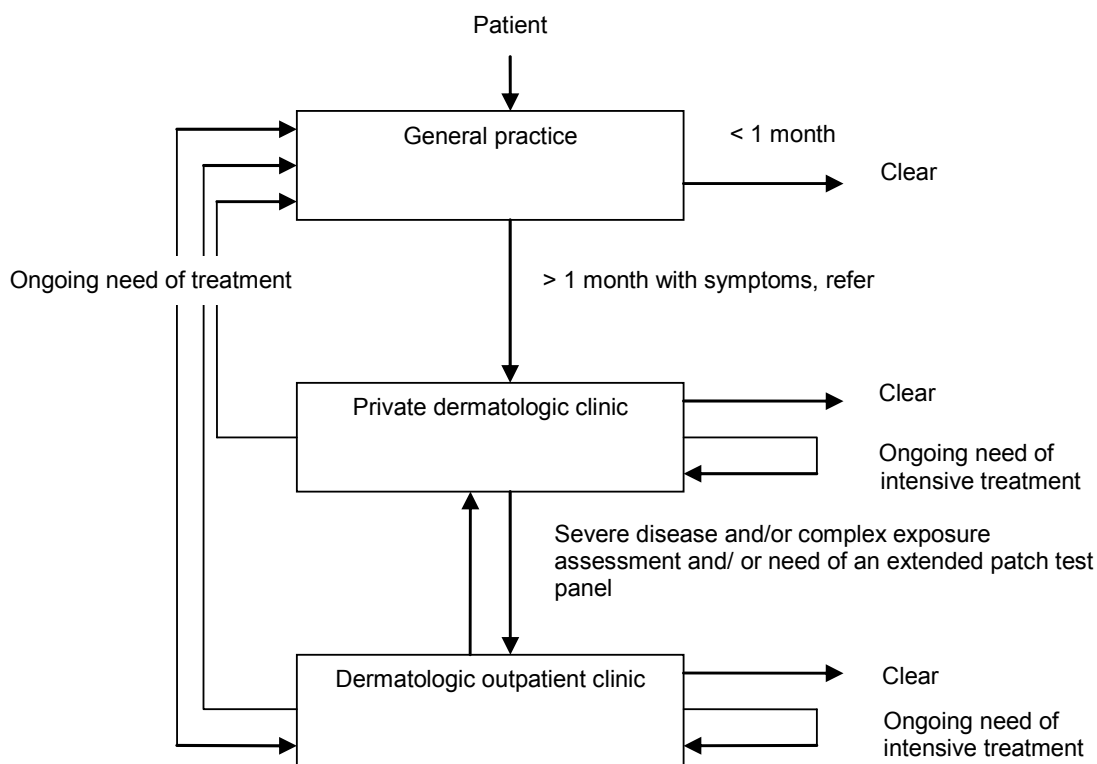 Patient
General practice
< 1 month
Clear
Ongoing need of treatment
> 1 month with symptoms, refer
Private dermatologic clinic
Clear
Ongoing need of
intensive treatment
Severe disease and/or complex exposure
assessment and/ or need of an extended patch test
panel
Dermatologic outpatient clinic
Clear
Ongoing need of
intensive treatment